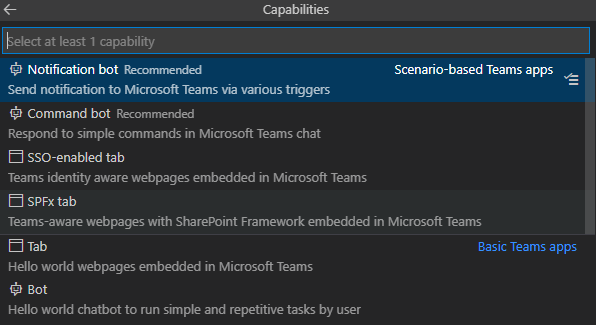 Capabilities
Select at least 1 capability
Notification bot Recommended Scenario-based Teams apps
Send notification to Microsoft Teams via various triggers
Command bot Recommended
Respond to simple commands in Microsoft Teams chat
SSO-enabled tab
Teams identity aware webpages embedded in Microsoft Teams
SPFx tab
Teams-aware webpages with SharePoint Framework embedded in Microsoft Teams
Tab Basic Teams apps
Hello world webpages embedded in Microsoft Teams
Bot
Hello world chatbot to run simple and repetitive tasks by user